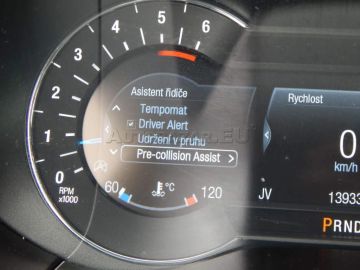 6
5
4
3
2
1
0
RPM
x1000
Asistent řidiče
Tempomat
Driver Alert
Udržení v pruhu
Pre-collision Assist
60 °C 120
Rychlost
0
km/h
JV 13933
PRND